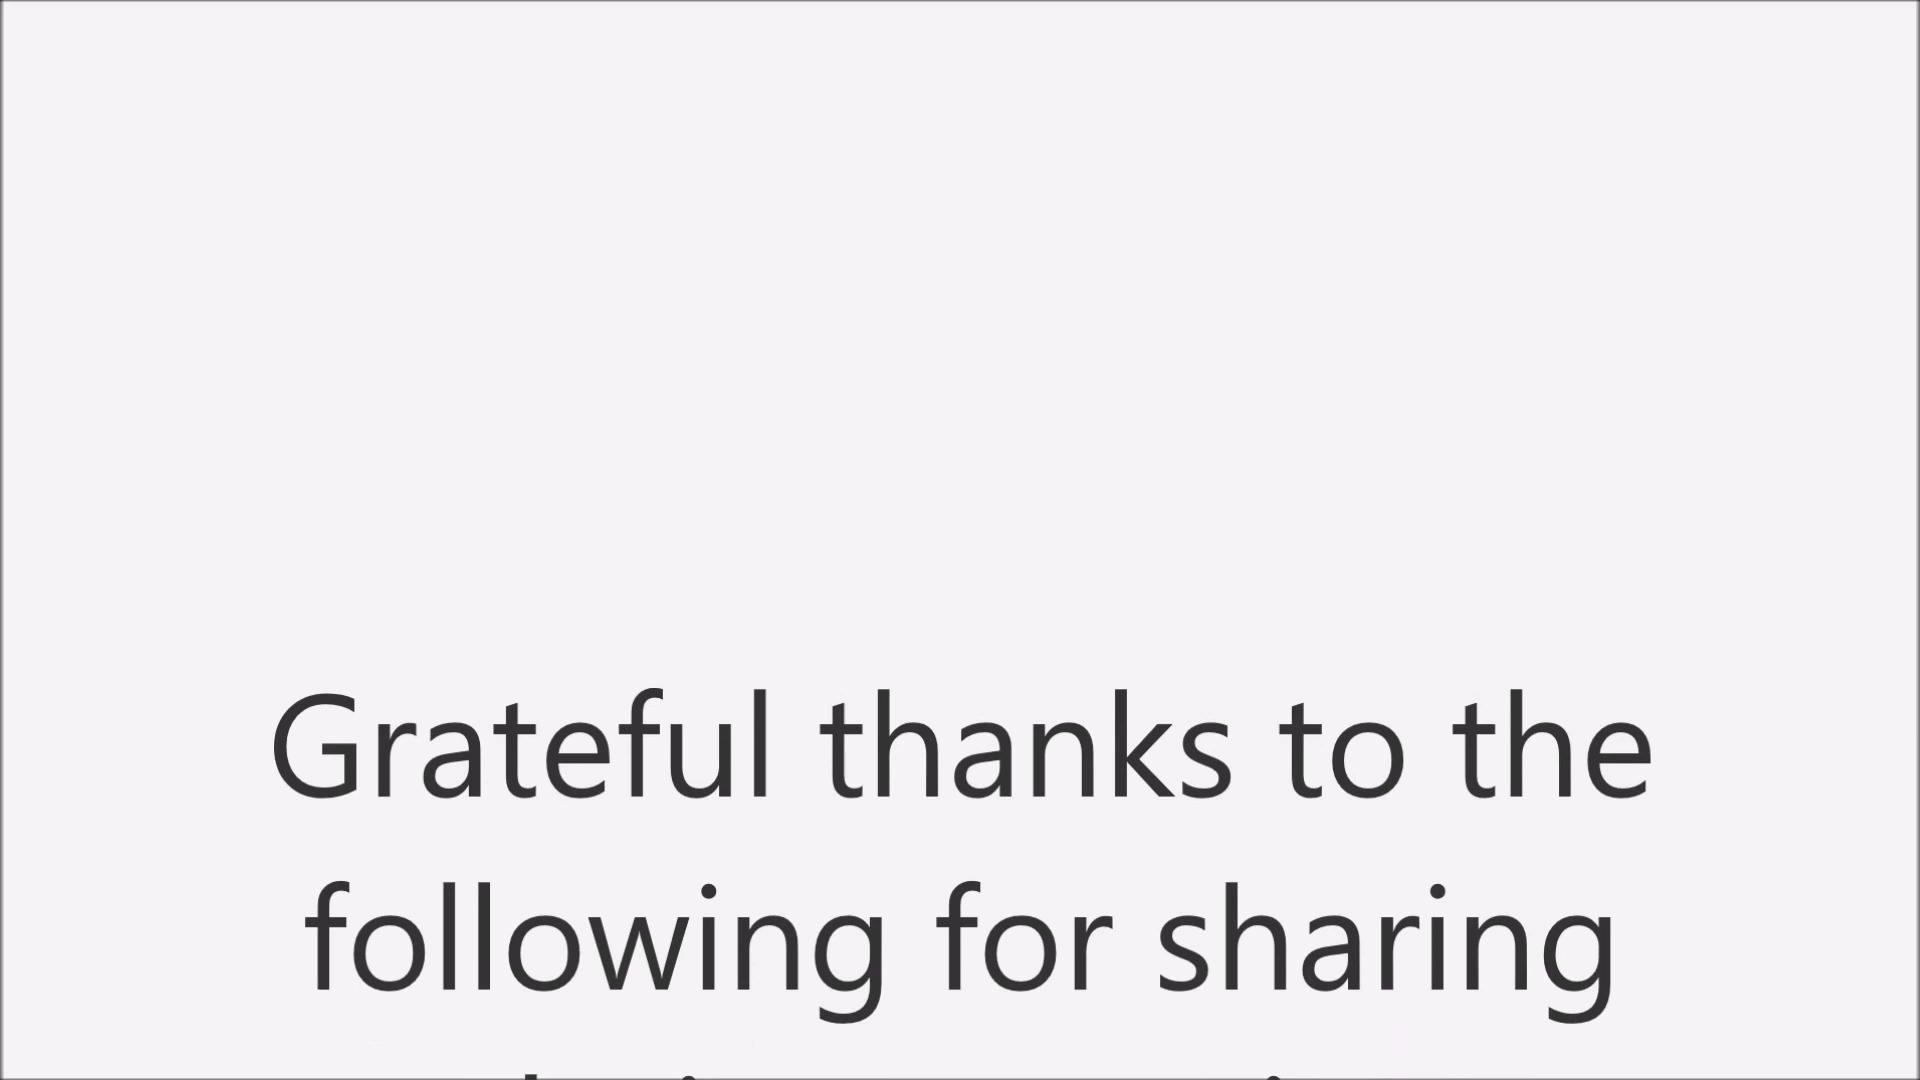 Grateful thanks to the
following for sharing